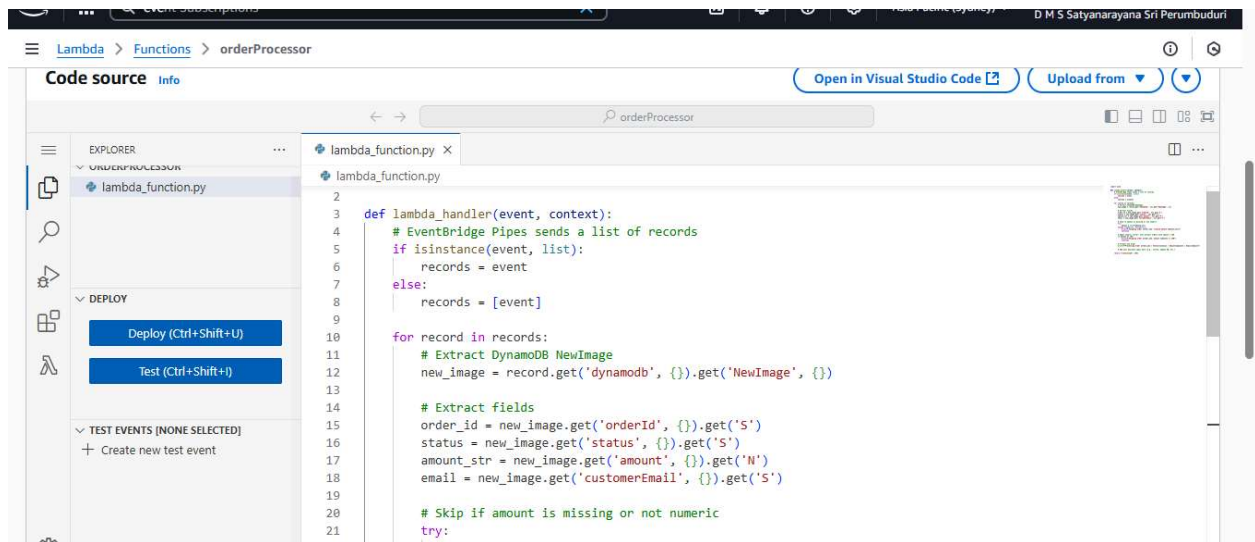 event Subscriptions
D M S Satyanarayana Sri Perumbuduri
Lambda > Functions > orderProcessor
Code source Info
Open in Visual Studio Code
Upload from
orderProcessor
EXPLORER
lambda_function.py
ORDERPROCESSOR
lambda_function.py
lambda_function.py
2
3 def lambda_handler(event, context):
4 # EventBridge Pipes sends a list of records
5 if isinstance(event, list):
6 records = event
7 else:
8 records = [event]
9
10 for record in records:
11 # Extract DynamoDB NewImage
12 new_image = record.get('dynamodb', {}).get('NewImage', {})
13
14 # Extract fields
15 order_id = new_image.get('orderId', {}).get('S')
16 status = new_image.get('status', {}).get('S')
17 amount_str = new_image.get('amount', {}).get('N')
18 email = new_image.get('customerEmail', {}).get('S')
19
20 # Skip if amount is missing or not numeric
21 try:
DEPLOY
Deploy (Ctrl+Shift+U)
Test (Ctrl+Shift+I)
TEST EVENTS [NONE SELECTED]
+ Create new test event